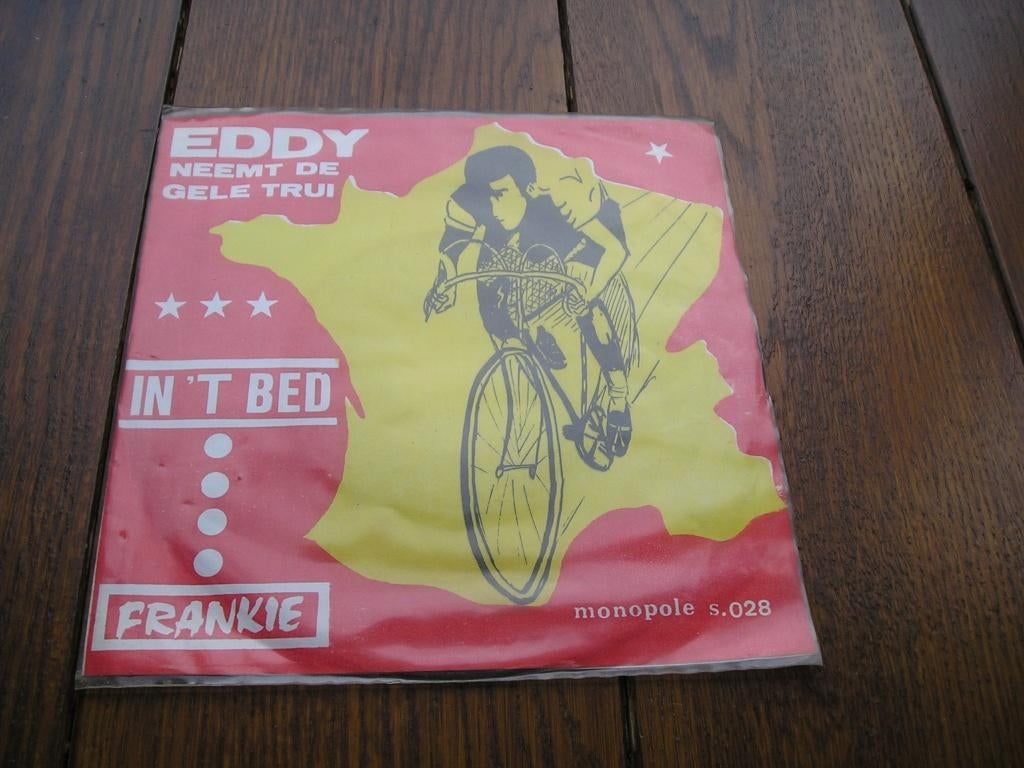 EDDY
NEEMT DE
GELE TRUI
IN 'T BED
FRANKIE
monopole s.028